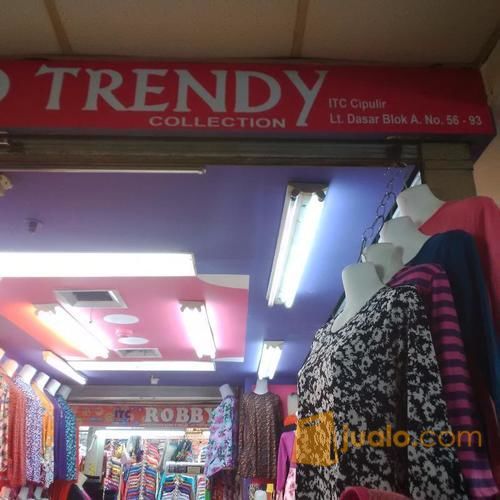 TRENDY
COLLECTION
ITC Cipulir
Lt. Dasar Blok A. No. 56 - 93
ITC
ROBBY
jualo.com